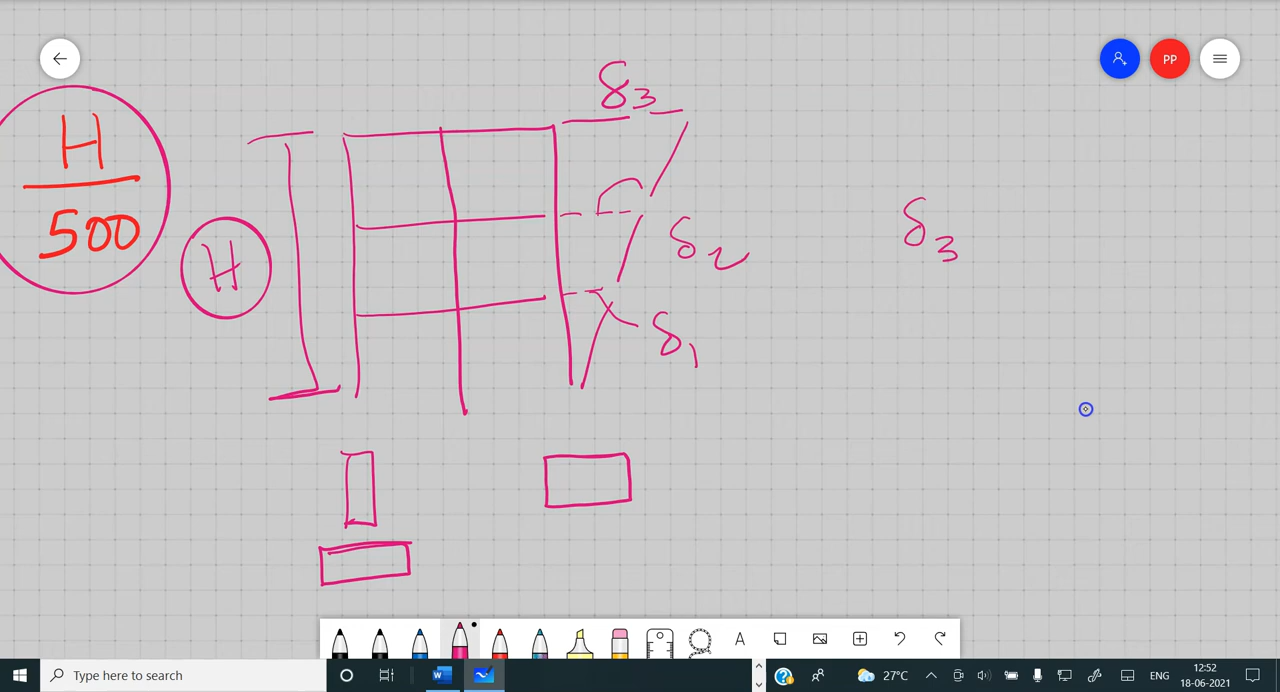 PP
δ3
H
500
H
δ2
δ3
δ1
A
Type here to search
27°C
ENG
12:52
18-06-2021